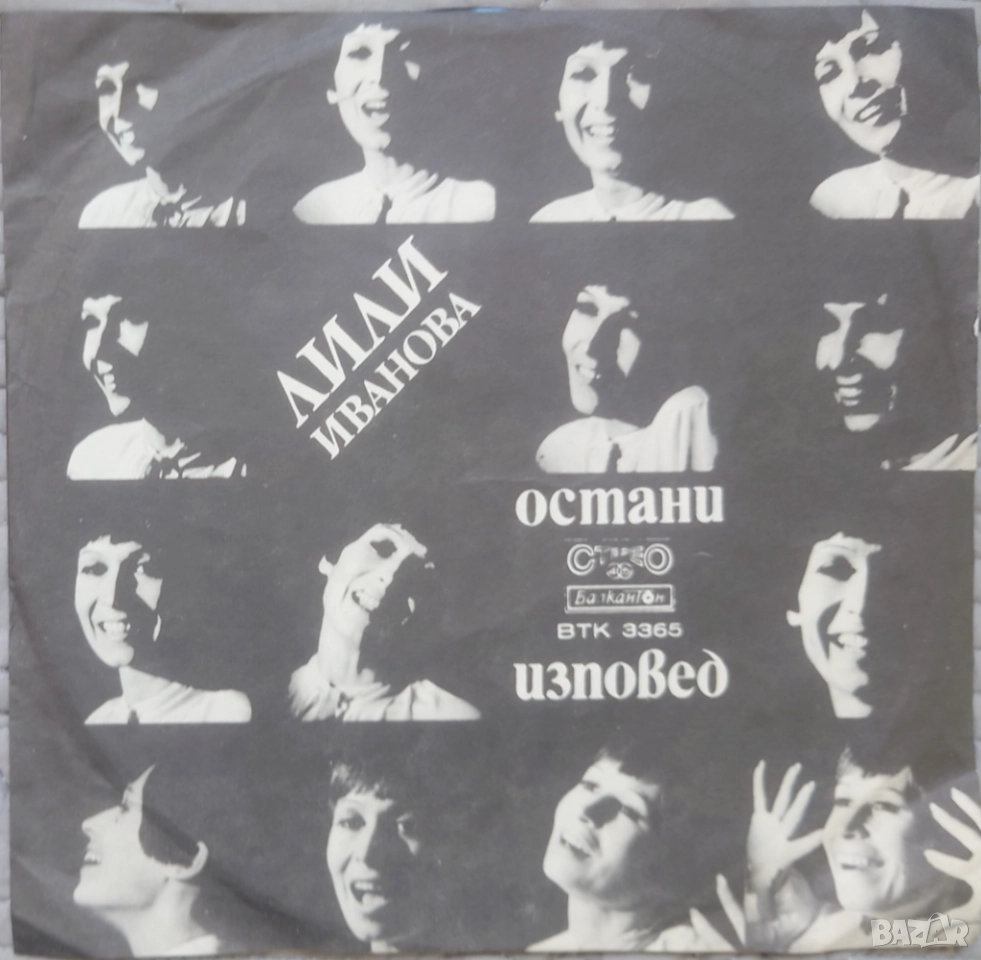 ЛИЛИ
ИВАНОВА
остани
СТЕРЕО
Балкантон
ВТК 3365
изповед
BAZAR